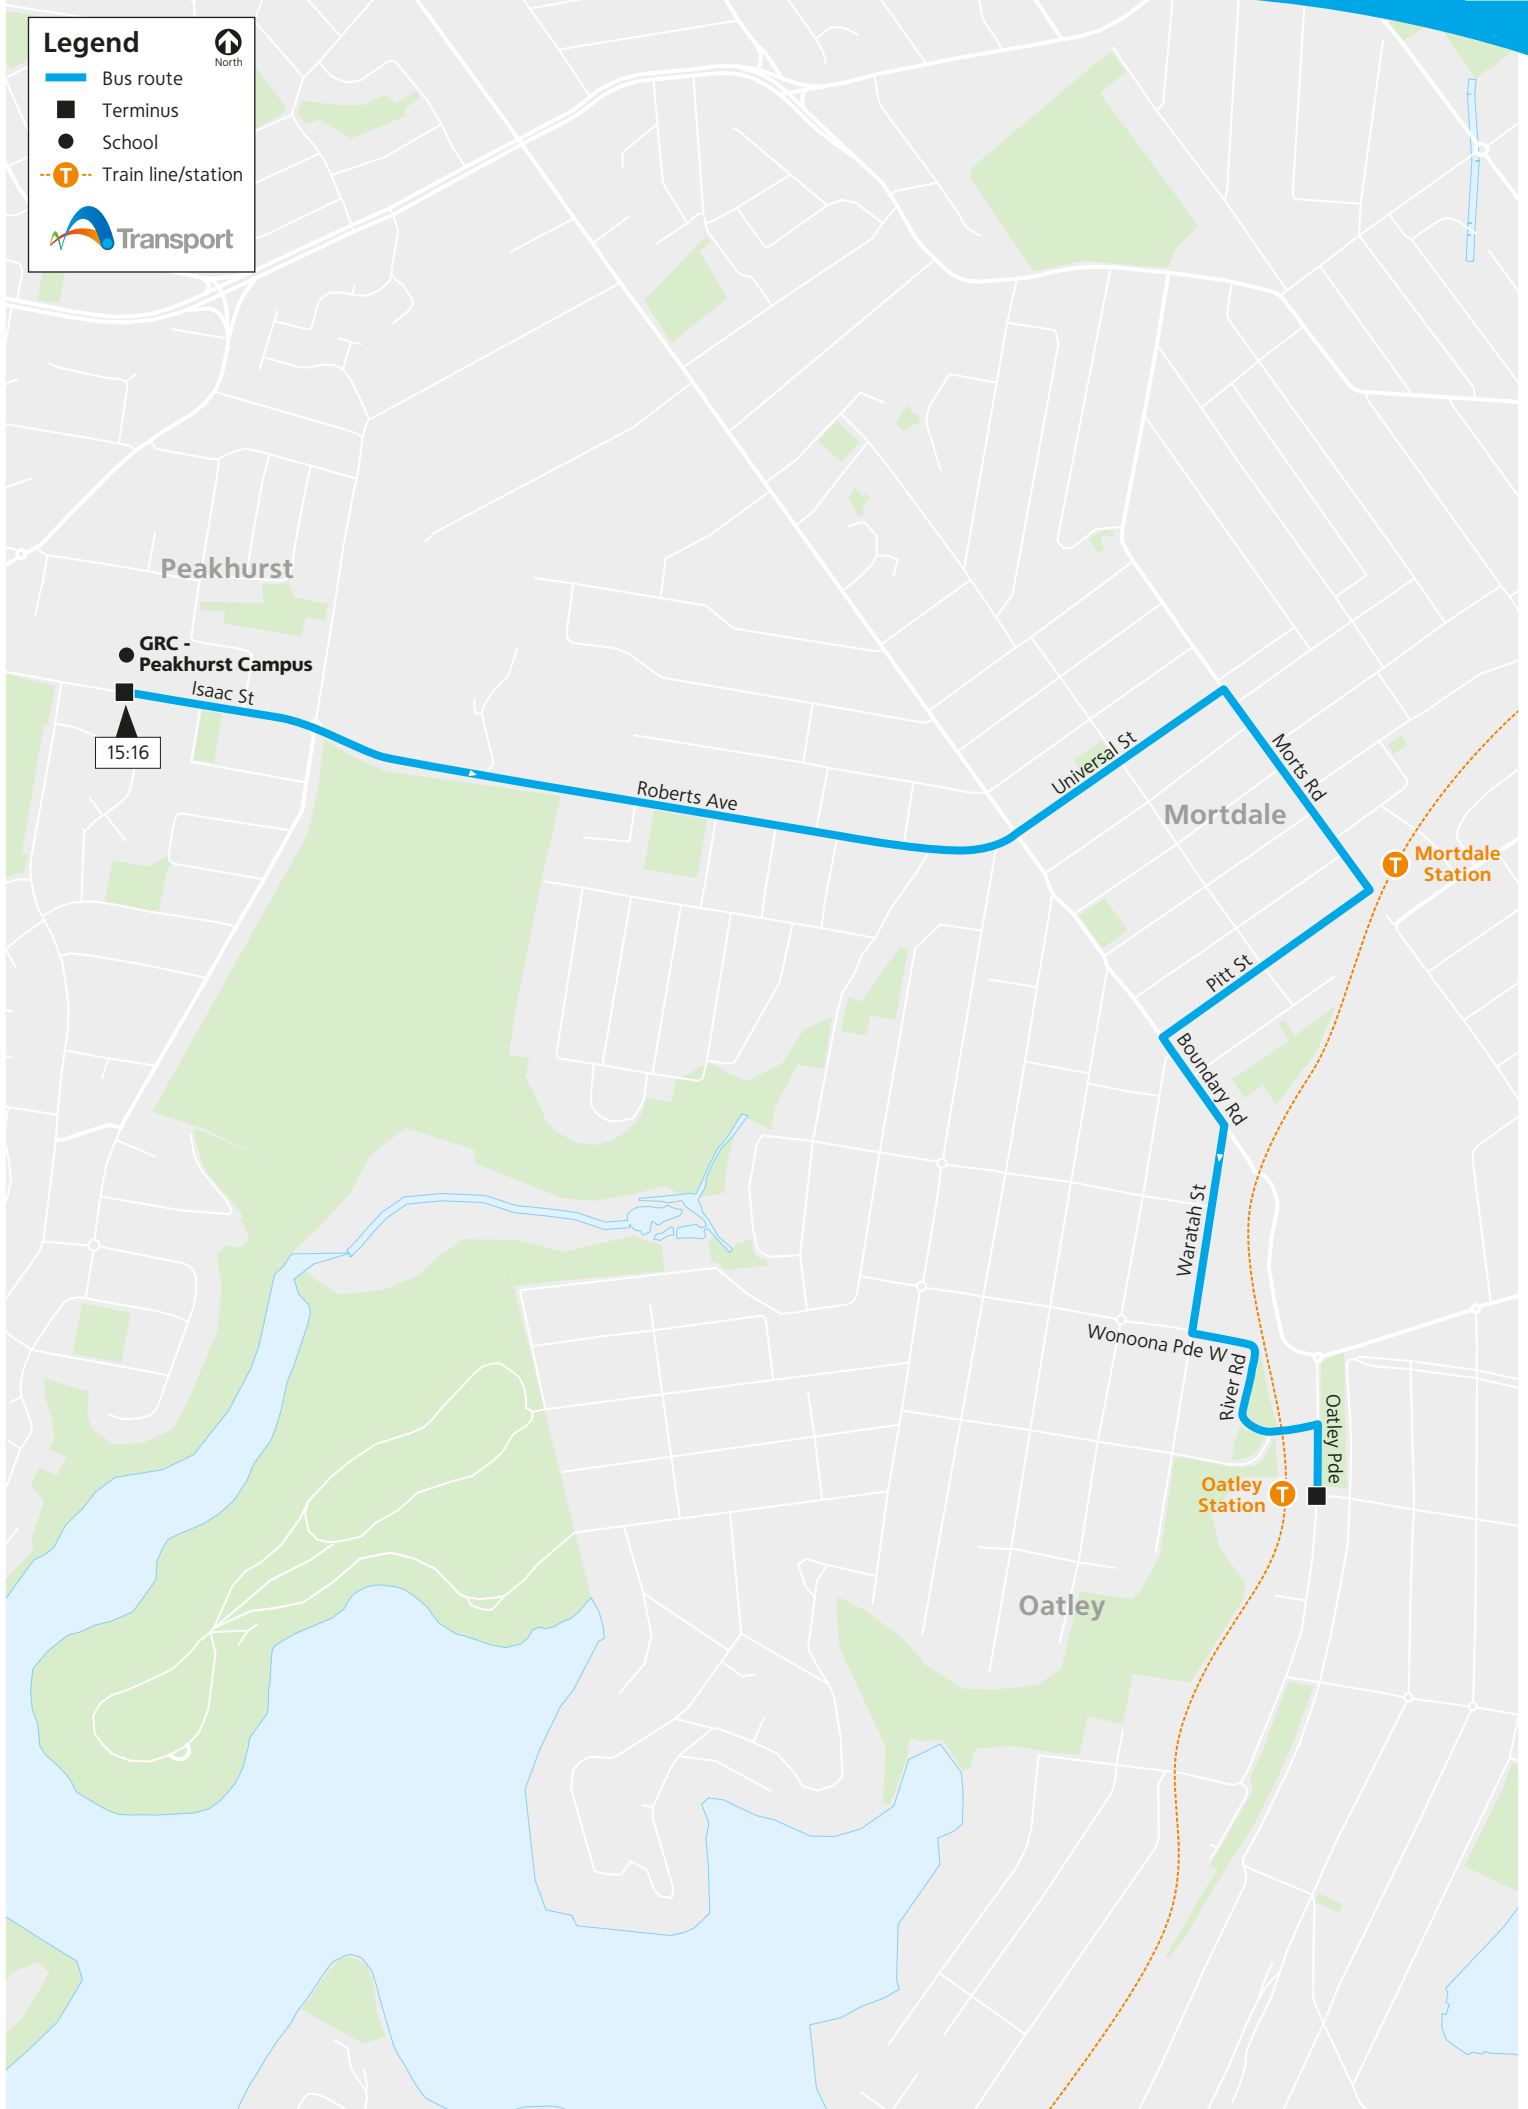 Legend
North
Bus route
Terminus
School
T
Train line/station
Transport
Peakhurst
GRC -
Peakhurst Campus
Isaac St
15:16
Roberts Ave
Universal St
Morts Rd
Mortdale
T
Mortdale
Station
Pitt St
Boundary Rd
Waratah St
Wonoona Pde W
River Rd
Oatley Pde
Oatley
Station
T
Oatley